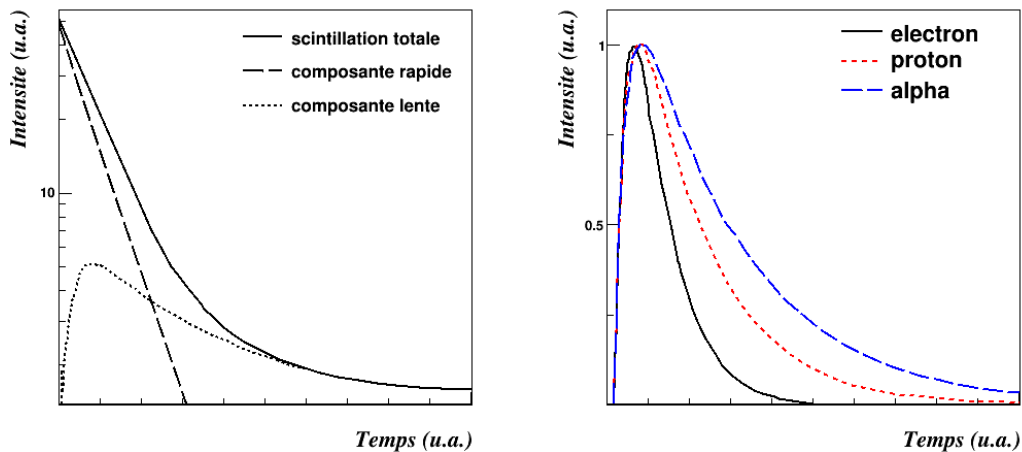 Intensite (u.a.)
scintillation totale
composante rapide
composante lente
10
Temps (u.a.)
Intensite (u.a.)
electron
proton
alpha
1
0.5
Temps (u.a.)